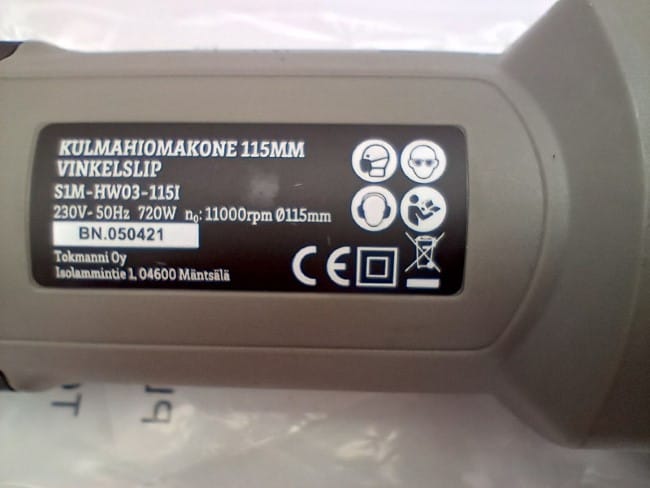 KULMAHIOMAKONE 115MM
VINKELSLIP
S1M-HW03-115I
230V~50Hz 720W n₀: 11000rpm Ø115mm
BN.050421
Tokmanni Oy
Isolammintie 1, 04600 Mäntsälä
CE